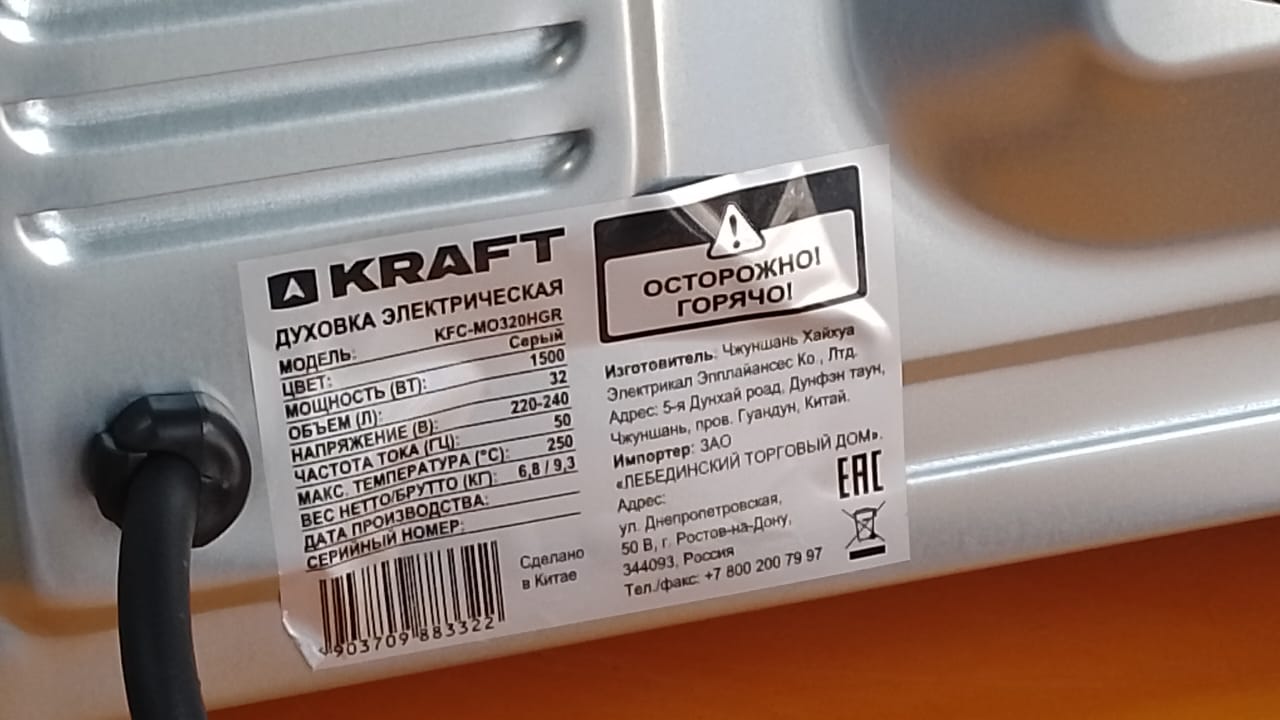 KRAFT
ДУХОВКА ЭЛЕКТРИЧЕСКАЯ
МОДЕЛЬ: KFC-MO320HGR
ЦВЕТ: Серый
МОЩНОСТЬ (ВТ): 1500
ОБЪЕМ (Л): 32
НАПРЯЖЕНИЕ (В): 220-240
ЧАСТОТА ТОКА (ГЦ): 50
МАКС. ТЕМПЕРАТУРА (°С): 250
ВЕС НЕТТО/БРУТТО (КГ): 6,8 / 9,3
ДАТА ПРОИЗВОДСТВА:
СЕРИЙНЫЙ НОМЕР:
903709 883322
Сделано
в Китае
ОСТОРОЖНО!
ГОРЯЧО!
Изготовитель: Чжуншань Хайхуа
Электрикал Эпплайансес Ко., Лтд.
Адрес: 5-я Дунхай роад, Дунфэн таун,
Чжуншань, пров. Гуандун, Китай.
Импортер: ЗАО
«ЛЕБЕДИНСКИЙ ТОРГОВЫЙ ДОМ».
Адрес:
ул. Днепропетровская,
50 В, г. Ростов-на-Дону,
344093, Россия
Тел./факс: +7 800 200 79 97
EAC